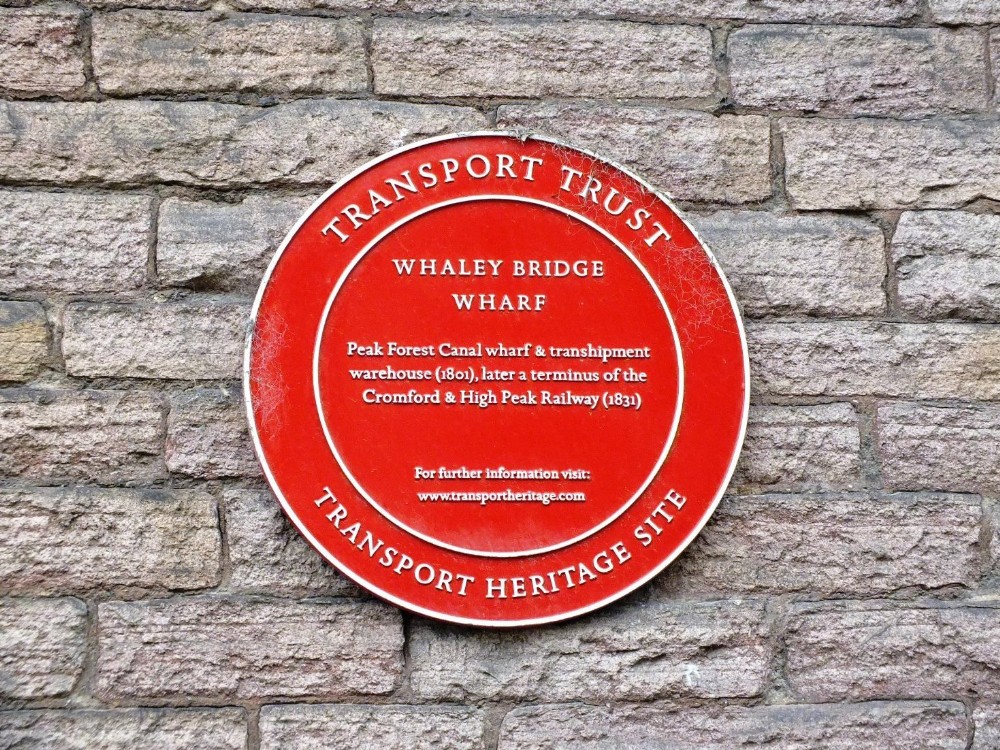 TRANSPORT TRUST
WHALEY BRIDGE
WHARF
Peak Forest Canal wharf & transhipment
warehouse (1801), later a terminus of the
Cromford & High Peak Railway (1831)
For further information visit:
www.transportheritage.com
TRANSPORT HERITAGE SITE